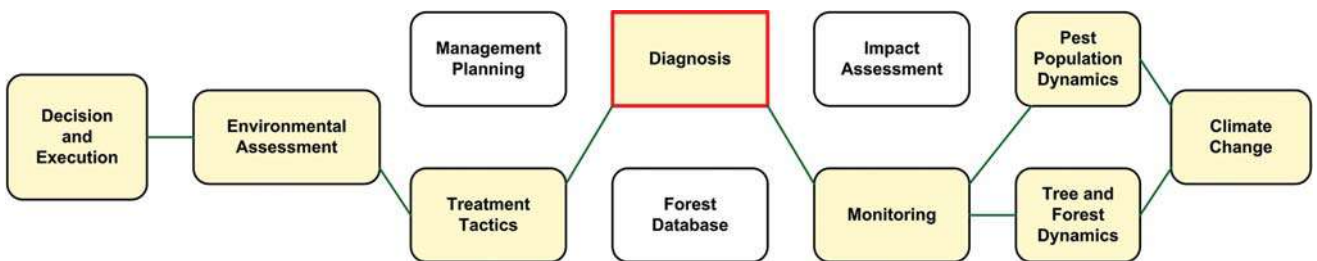 Decision
and
Execution
Environmental
Assessment
Management
Planning
Treatment
Tactics
Diagnosis
Forest
Database
Impact
Assessment
Monitoring
Pest
Population
Dynamics
Tree and
Forest
Dynamics
Climate
Change